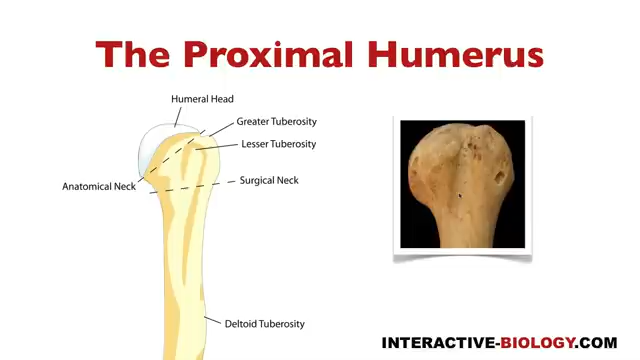 The Proximal Humerus
Humeral Head
Greater Tuberosity
Lesser Tuberosity
Anatomical Neck
Surgical Neck
Deltoid Tuberosity
INTERACTIVE-BIOLOGY.COM